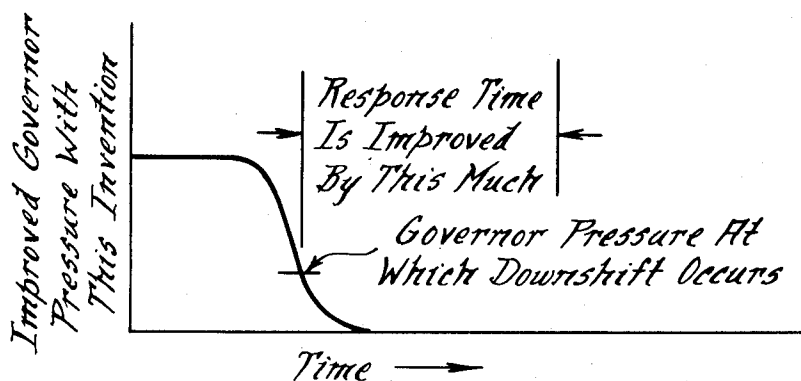 Improved Governor
Pressure With
This Invention
Response Time
Is Improved
By This Much
Governor Pressure At
Which Downshift Occurs
Time